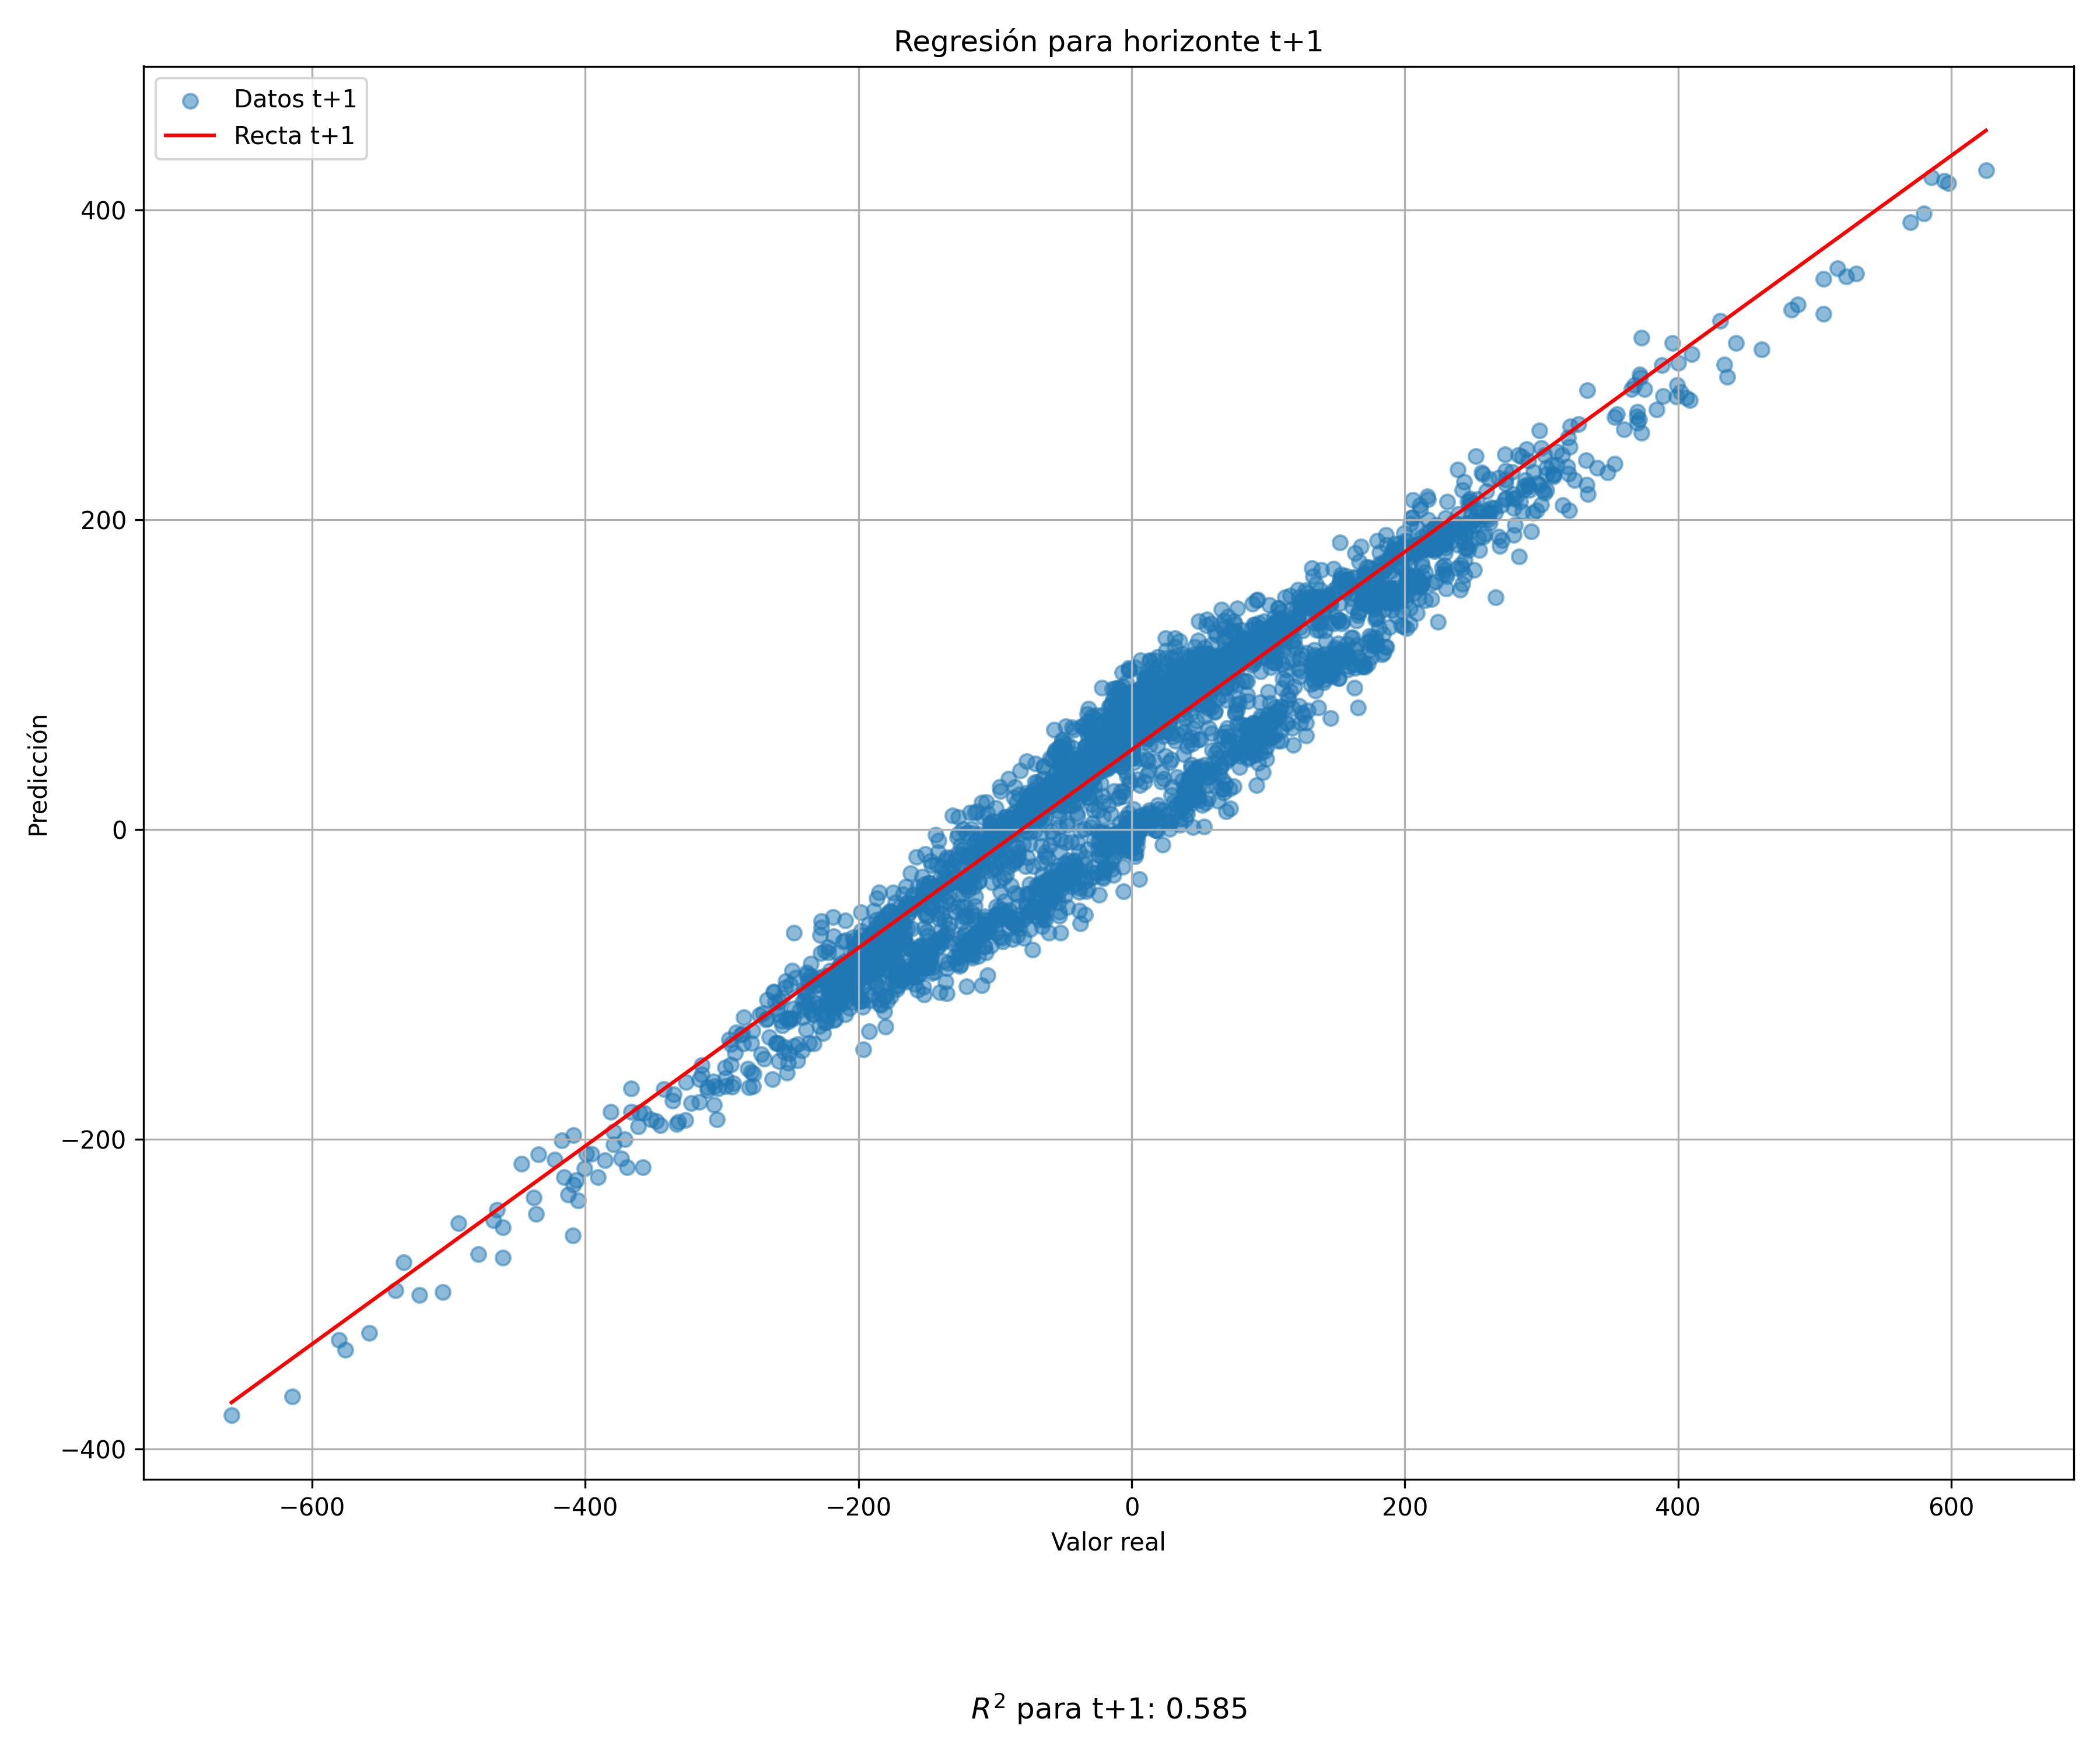 Regresión para horizonte t+1
Datos t+1
Recta t+1
Predicción
400
200
0
−200
−400
−600
−400
−200
0
200
400
600
Valor real
R² para t+1: 0.585